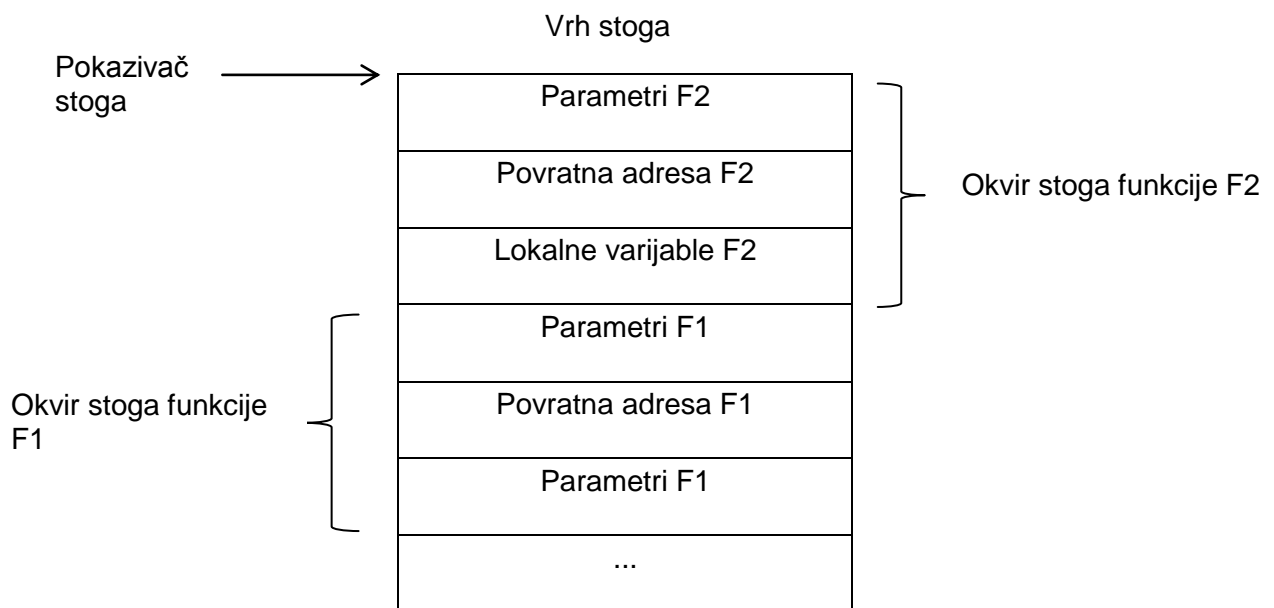 Vrh stoga
Pokazivač
stoga
Parametri F2
Povratna adresa F2
Lokalne varijable F2
Okvir stoga funkcije F2
Parametri F1
Povratna adresa F1
Parametri F1
Okvir stoga funkcije
F1
...